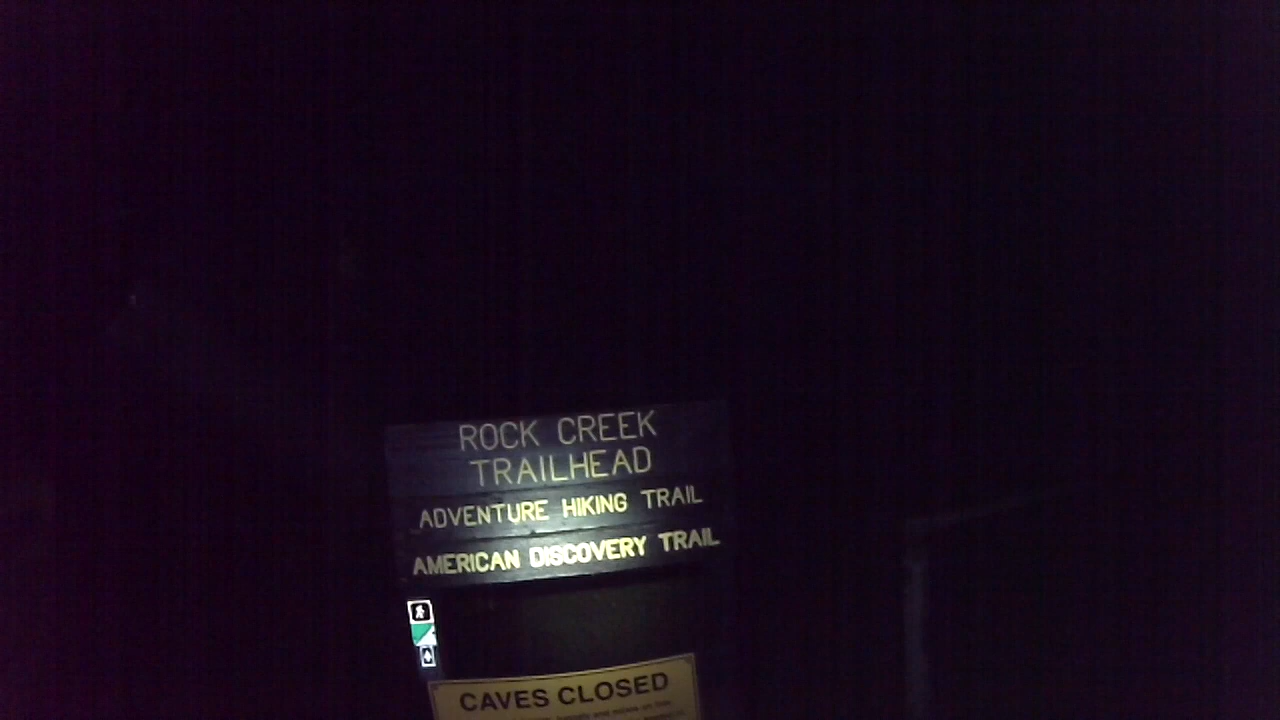 ROCK CREEK
TRAILHEAD
ADVENTURE HIKING TRAIL
AMERICAN DISCOVERY TRAIL
CAVES CLOSED